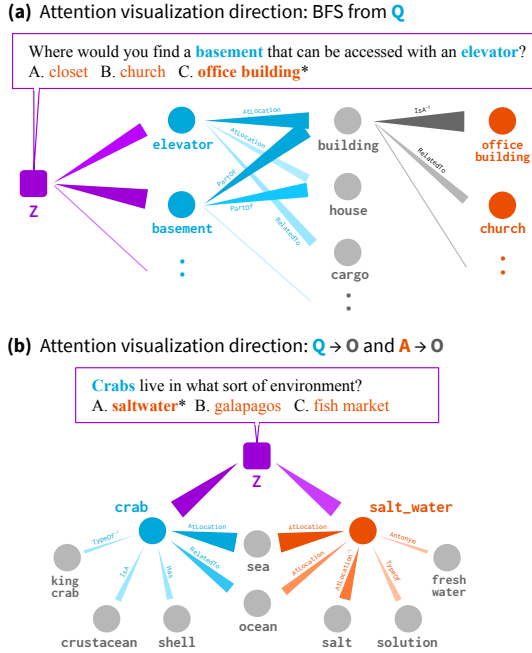 (a) Attention visualization direction: BFS from Q
Where would you find a basement that can be accessed with an elevator?
A. closet B. church C. office building*
Z
elevator
basement
AtLocation
AtLocation
PartOf
PartOf
RelatedTo
building
house
cargo
IsA⁻¹
RelatedTo
office
building
church
(b) Attention visualization direction: Q → O and A → O
Crabs live in what sort of environment?
A. saltwater* B. galapagos C. fish market
Z
crab
salt_water
TypeOf⁻¹
IsA
Has
RelatedTo
AtLocation
AtLocation
AtLocation
AtLocation⁻¹
TypeOf
Antonym
king
crab
crustacean
shell
sea
ocean
salt
solution
fresh
water